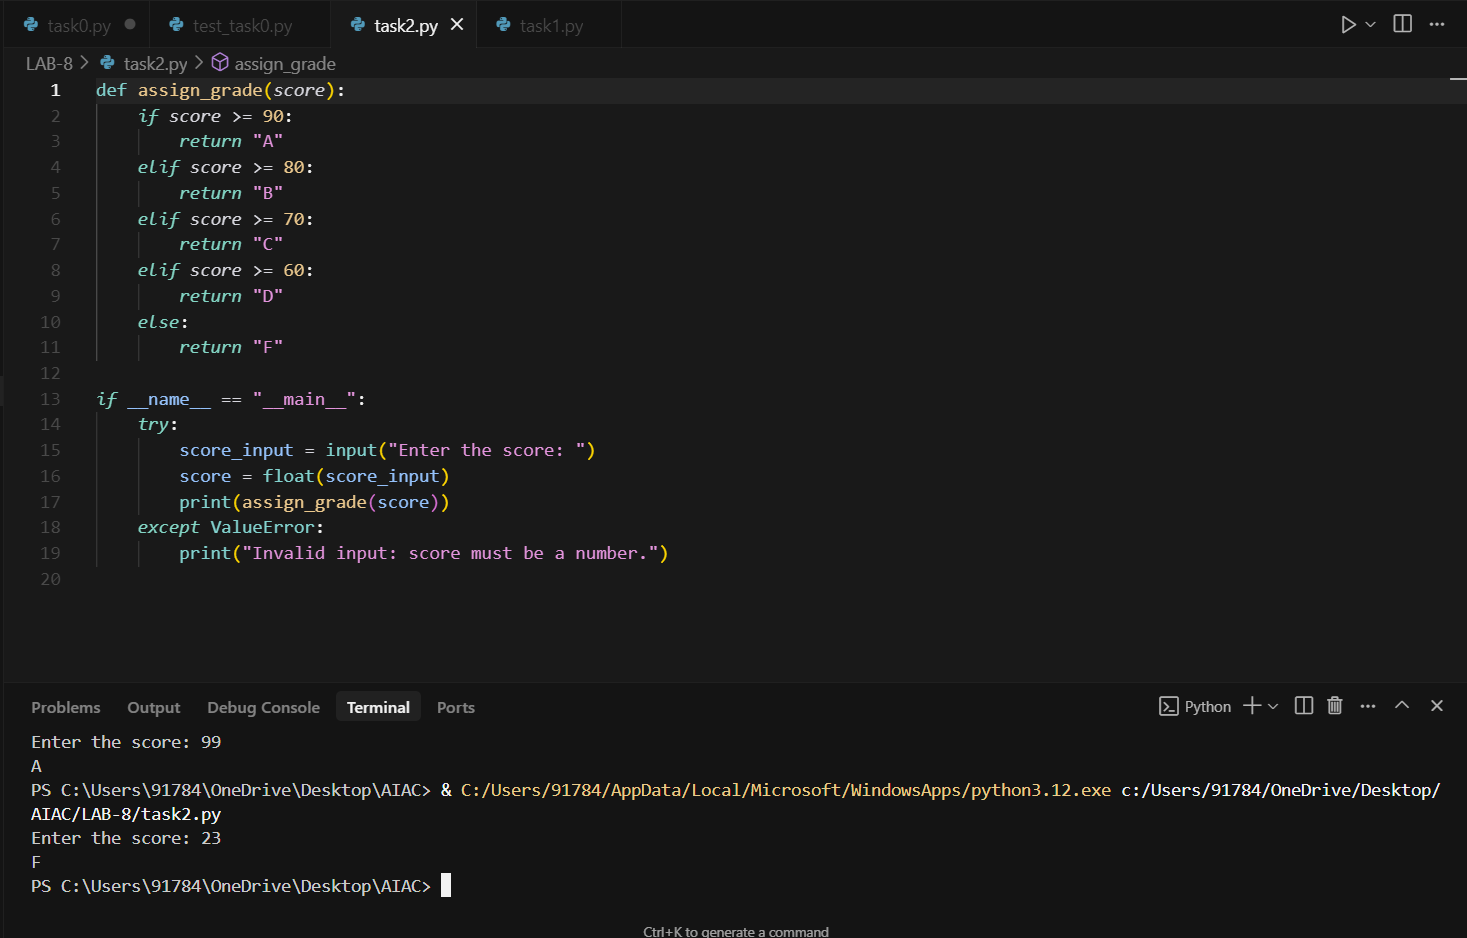 task0.py test_task0.py task2.py task1.py
LAB-8 > task2.py > assign_grade
1 def assign_grade(score):
2     if score >= 90:
3         return "A"
4     elif score >= 80:
5         return "B"
6     elif score >= 70:
7         return "C"
8     elif score >= 60:
9         return "D"
10     else:
11         return "F"
12
13 if __name__ == "__main__":
14     try:
15         score_input = input("Enter the score: ")
16         score = float(score_input)
17         print(assign_grade(score))
18     except ValueError:
19         print("Invalid input: score must be a number.")
20
Problems Output Debug Console Terminal Ports Python
Enter the score: 99
A
PS C:\Users\91784\OneDrive\Desktop\AIAC> & C:/Users/91784/AppData/Local/Microsoft/WindowsApps/python3.12.exe c:/Users/91784/OneDrive/Desktop/
AIAC/LAB-8/task2.py
Enter the score: 23
F
PS C:\Users\91784\OneDrive\Desktop\AIAC>
Ctrl+K to generate a command